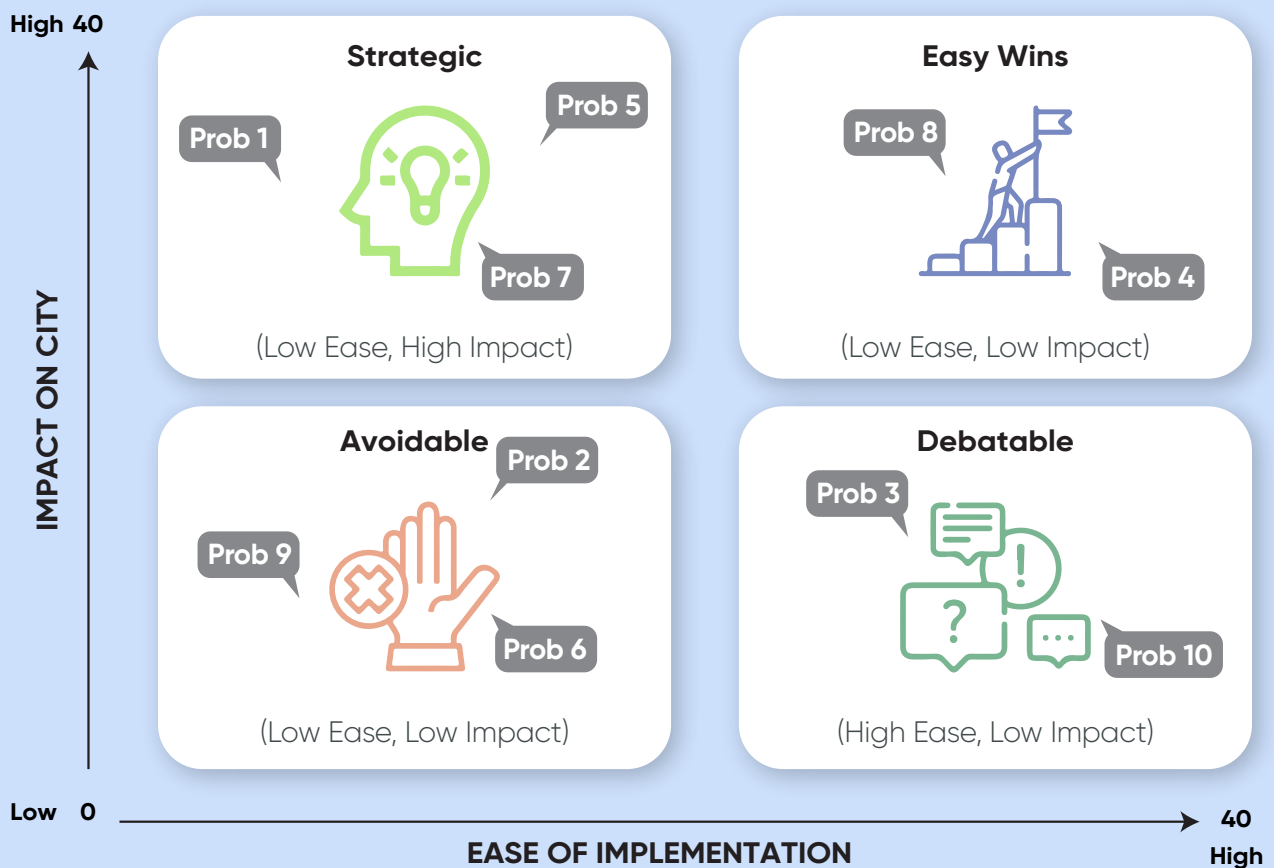 High 40
Strategic
Prob 1
Prob 5
Prob 7
(Low Ease, High Impact)
Easy Wins
Prob 8
Prob 4
(Low Ease, Low Impact)
IMPACT ON CITY
Avoidable
Prob 2
Prob 9
Prob 6
(Low Ease, Low Impact)
Debatable
Prob 3
!
?
...
Prob 10
(High Ease, Low Impact)
Low 0
40
High
EASE OF IMPLEMENTATION